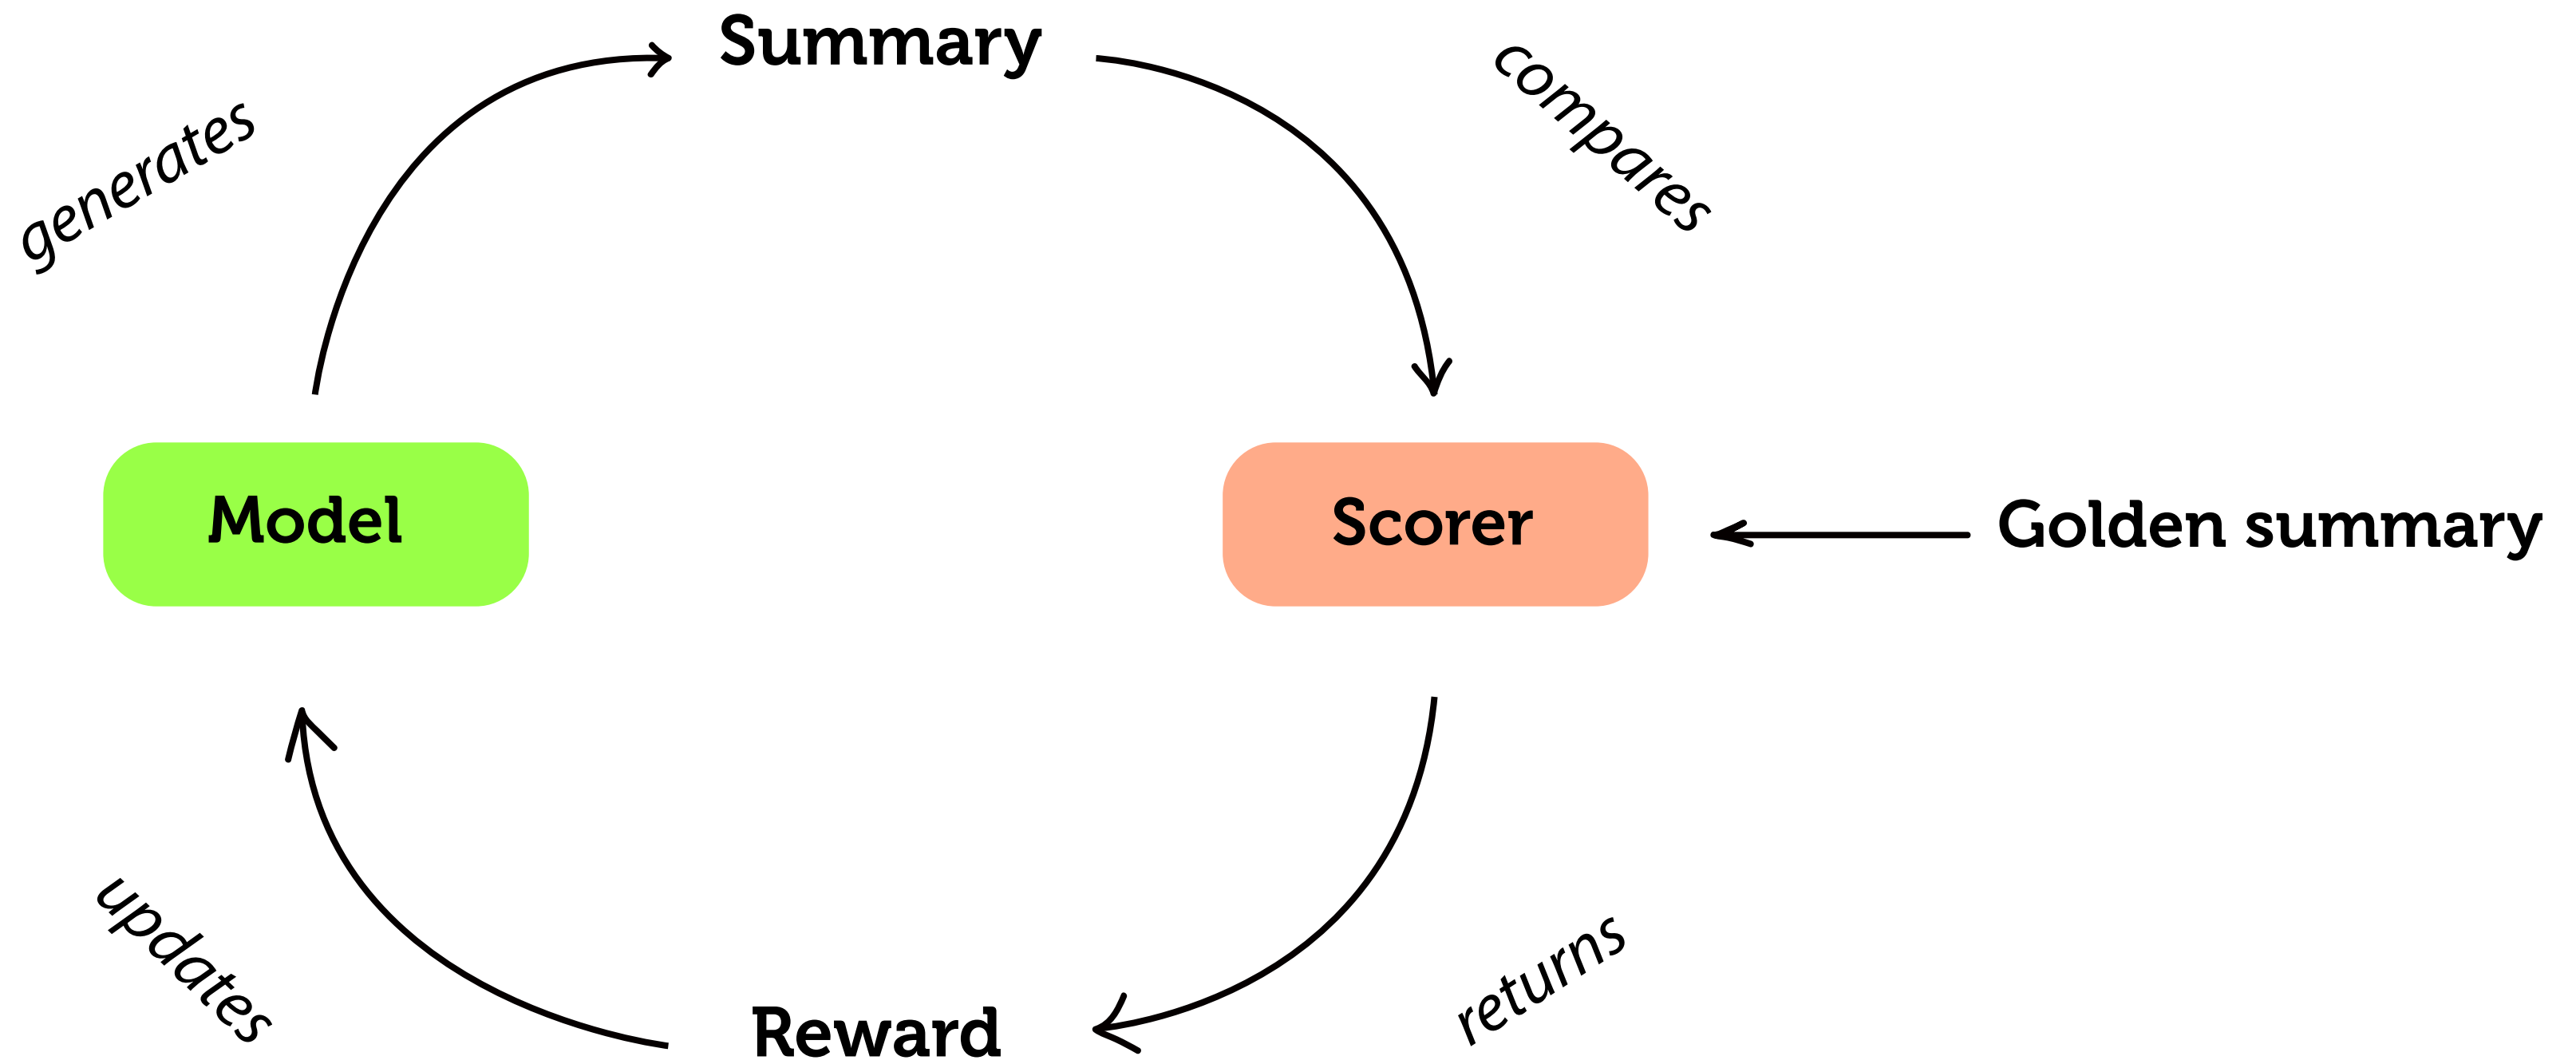 Summary
generates
compares
Model
Scorer
Golden summary
updates
returns
Reward